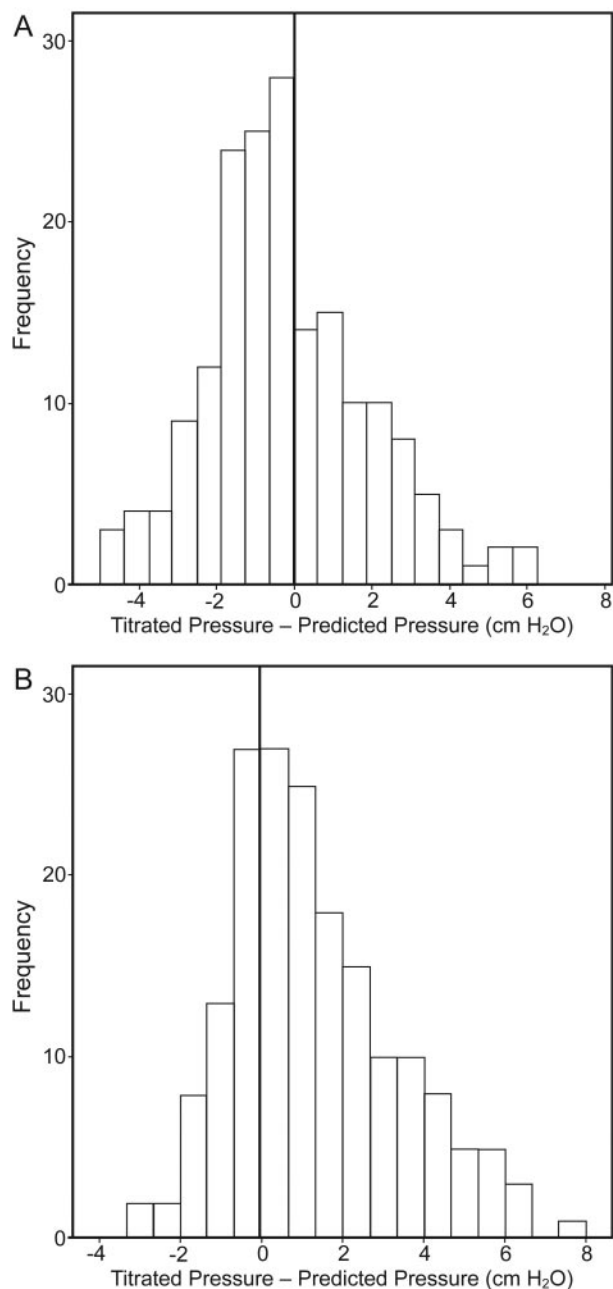 A
30
20
10
0
Frequency
-4 -2 0 2 4 6 8
Titrated Pressure – Predicted Pressure (cm H₂O)
B
30
20
10
0
Frequency
-4 -2 0 2 4 6 8
Titrated Pressure – Predicted Pressure (cm H₂O)